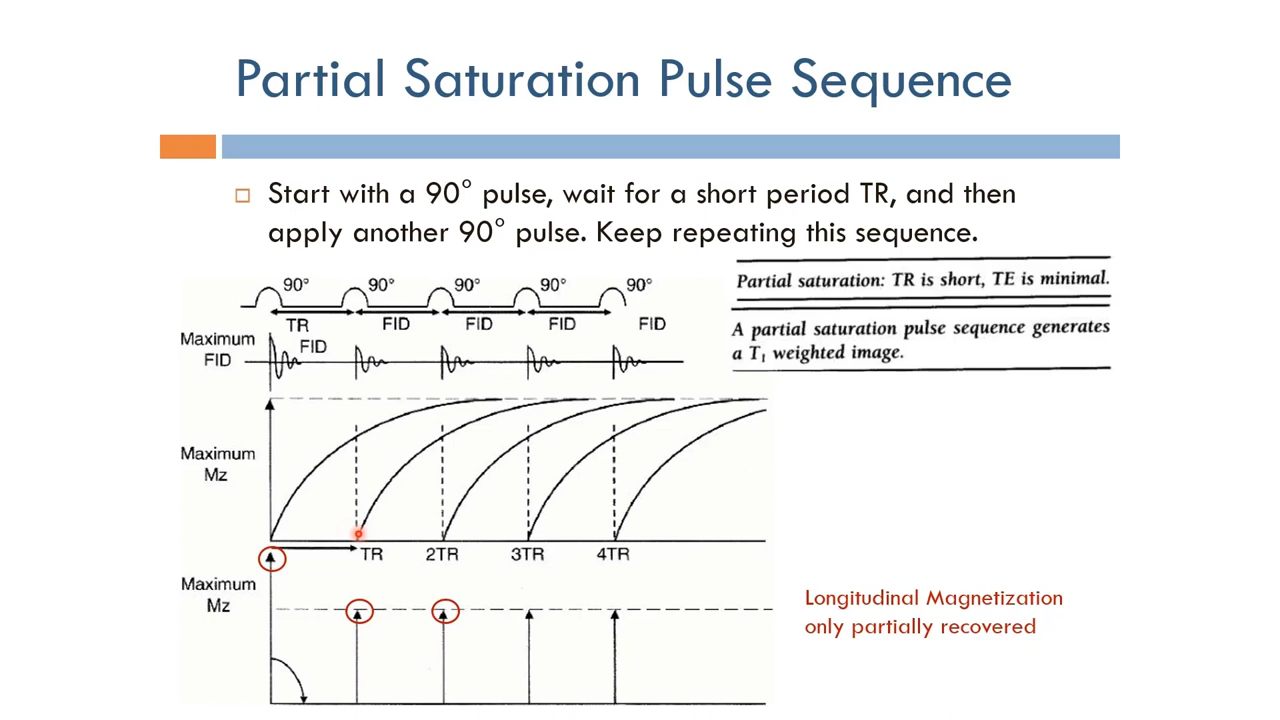 Partial Saturation Pulse Sequence
Start with a 90° pulse, wait for a short period TR, and then
apply another 90° pulse. Keep repeating this sequence.
Partial saturation: TR is short, TE is minimal.
A partial saturation pulse sequence generates
a T₁ weighted image.
90° 90° 90° 90° 90°
TR FID FID FID FID
Maximum
FID
FID
Maximum
Mz
TR 2TR 3TR 4TR
Maximum
Mz
Longitudinal Magnetization
only partially recovered